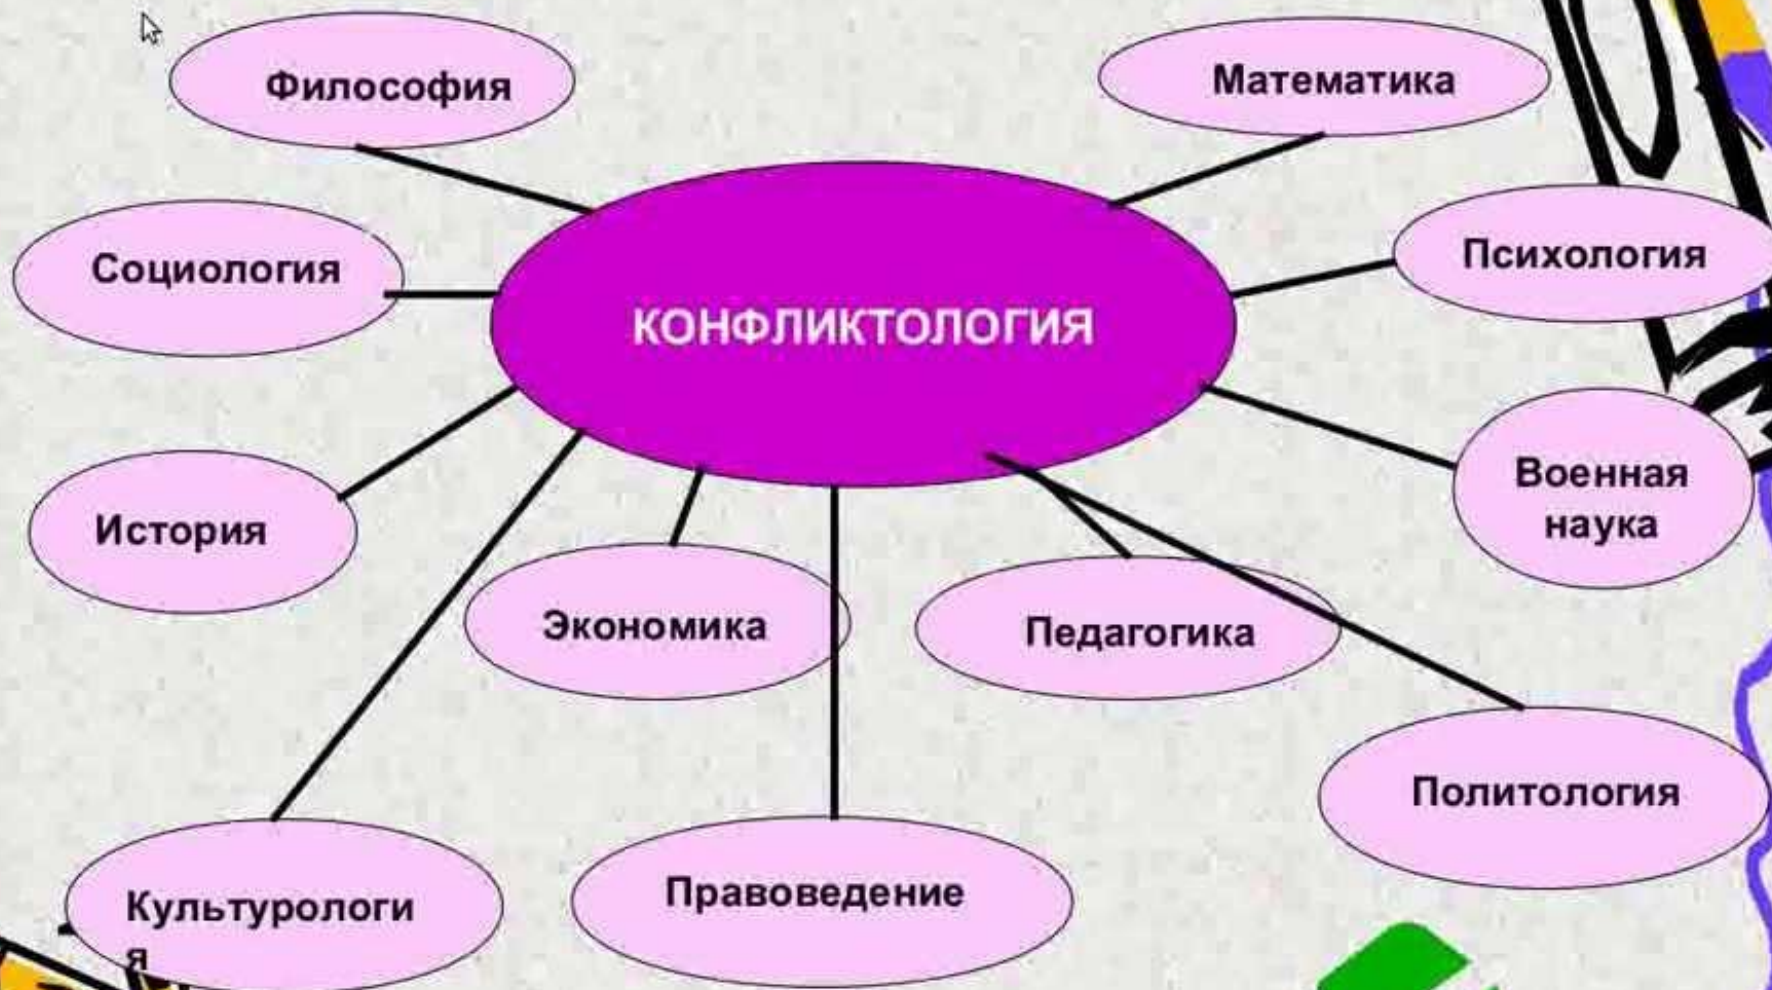 Философия
Математика
Социология
Психология
КОНФЛИКТОЛОГИЯ
История
Военная
наука
Экономика
Педагогика
Политология
Культурологи
я
Правоведение